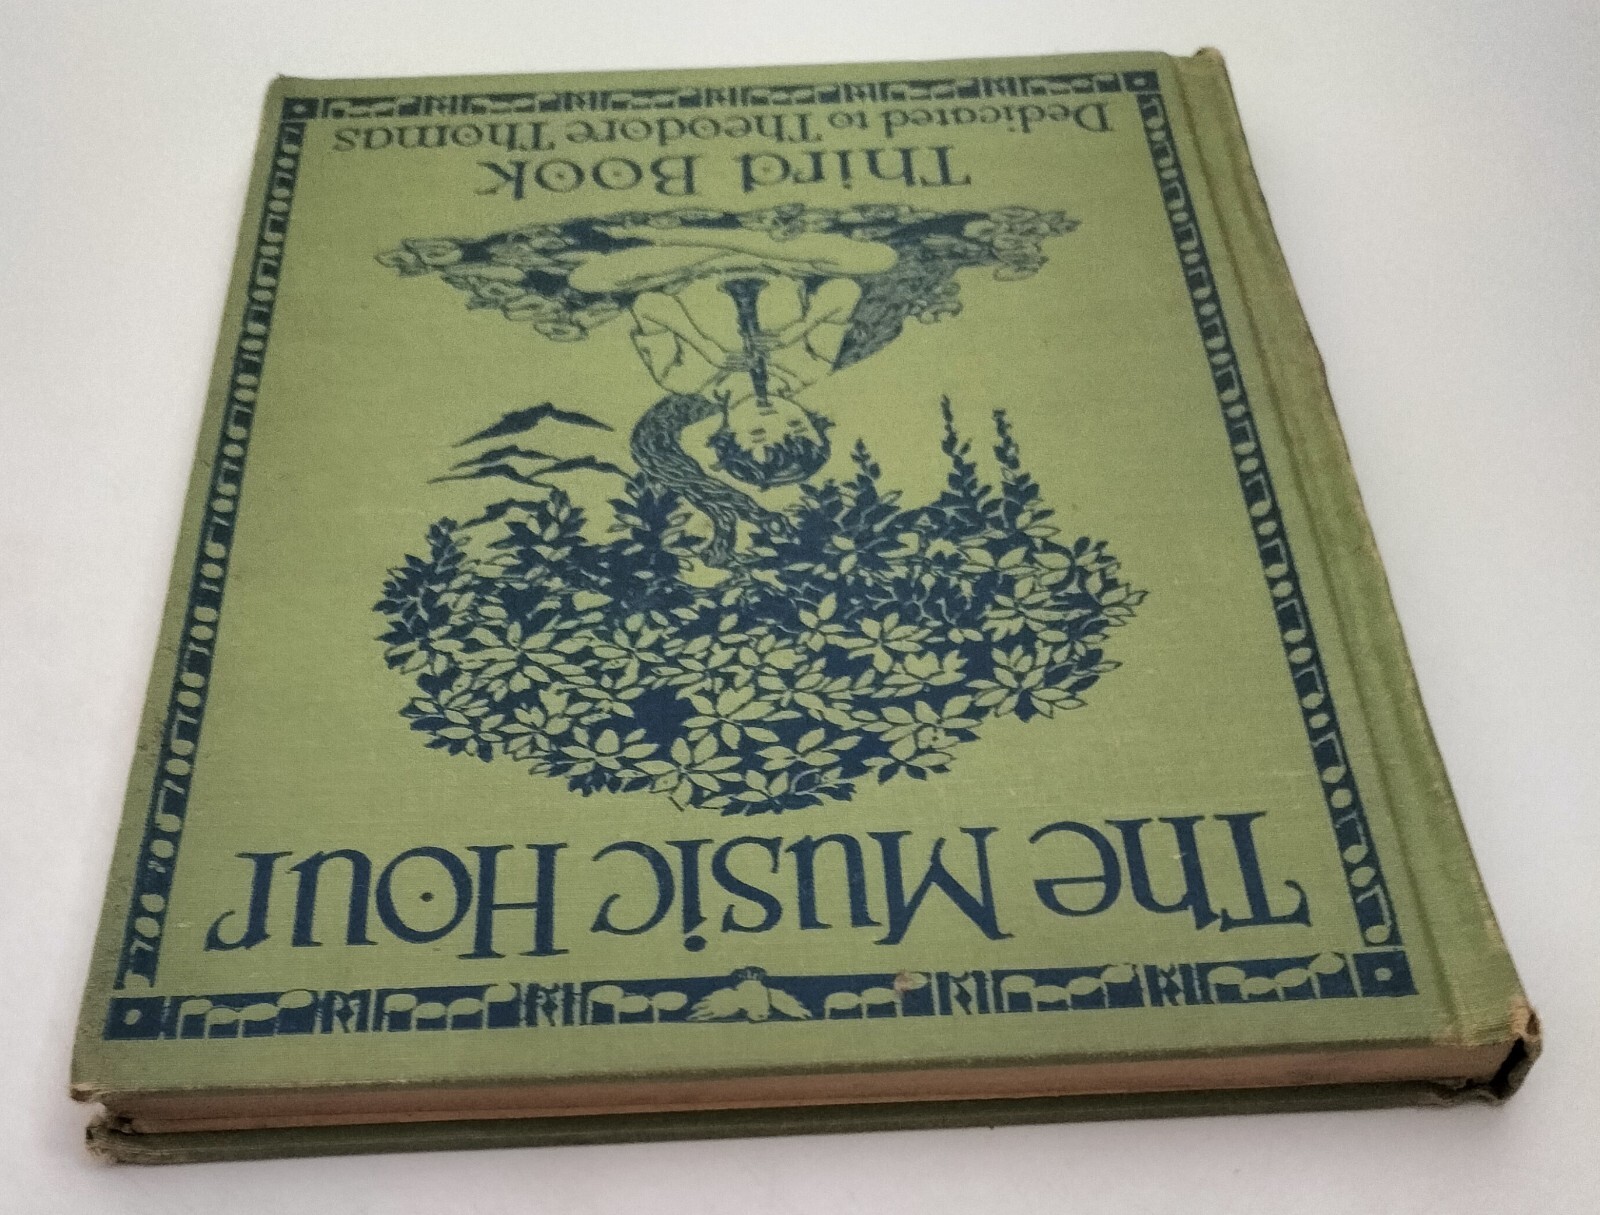 The Music Hour
Third Book
Dedicated to Theodore Thomas